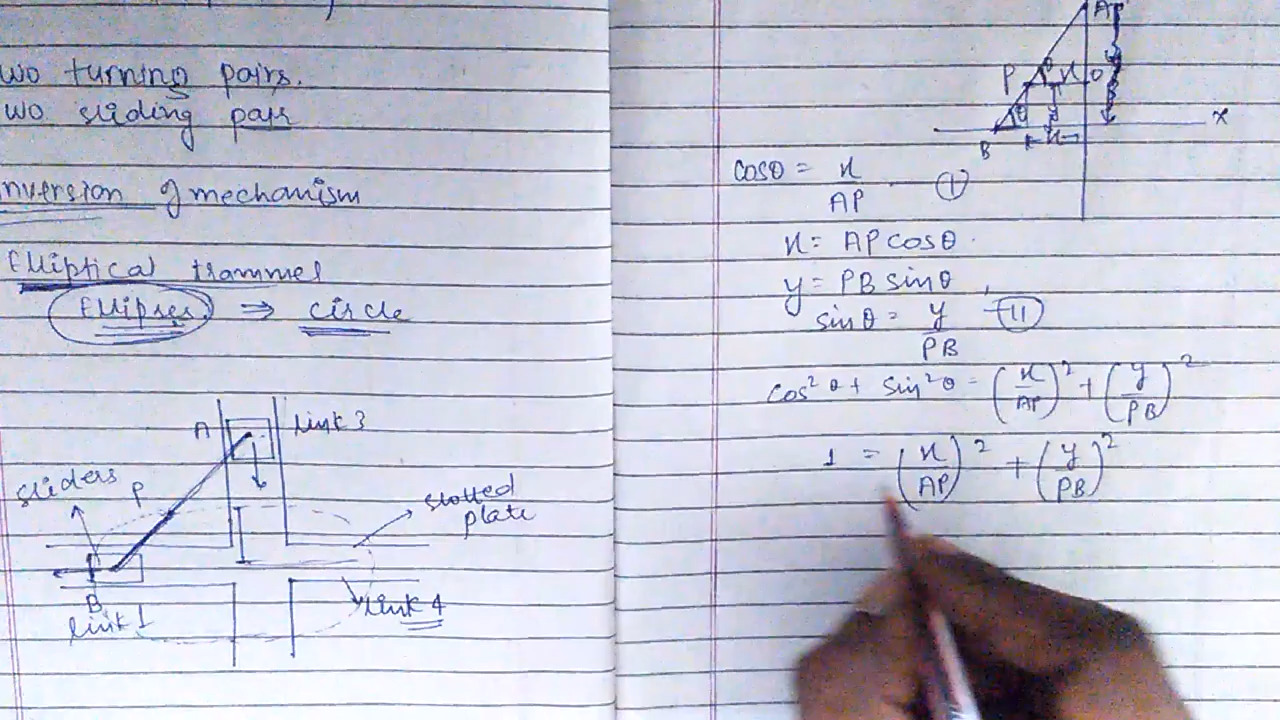 wo turning pairs.
wo sliding pair
nversion of mechanism
Elliptical trammel
Ellipses. ⇒ circle
A
link 3
sliders
P
slotted
plate
B
link 1
link 4
A
P θ x O
θ
x
B
x
cosθ = x/AP (I)
x = AP cosθ.
y = PB sinθ,
sinθ = y/PB (II)
cos²θ + sin²θ = (x/AP)² + (y/PB)²
1 = (x/AP)² + (y/PB)²